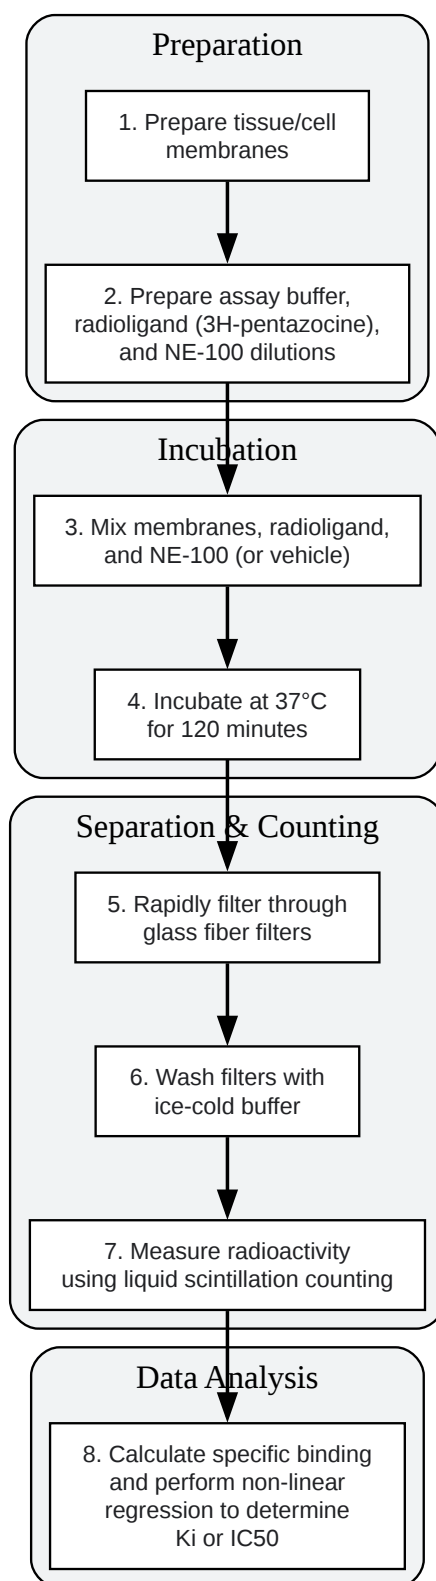 Preparation
1. Prepare tissue/cell
membranes
2. Prepare assay buffer,
radioligand (3H-pentazocine),
and NE-100 dilutions
Incubation
3. Mix membranes, radioligand,
and NE-100 (or vehicle)
4. Incubate at 37°C
for 120 minutes
Separation & Counting
5. Rapidly filter through
glass fiber filters
6. Wash filters with
ice-cold buffer
7. Measure radioactivity
using liquid scintillation counting
Data Analysis
8. Calculate specific binding
and perform non-linear
regression to determine
Ki or IC50